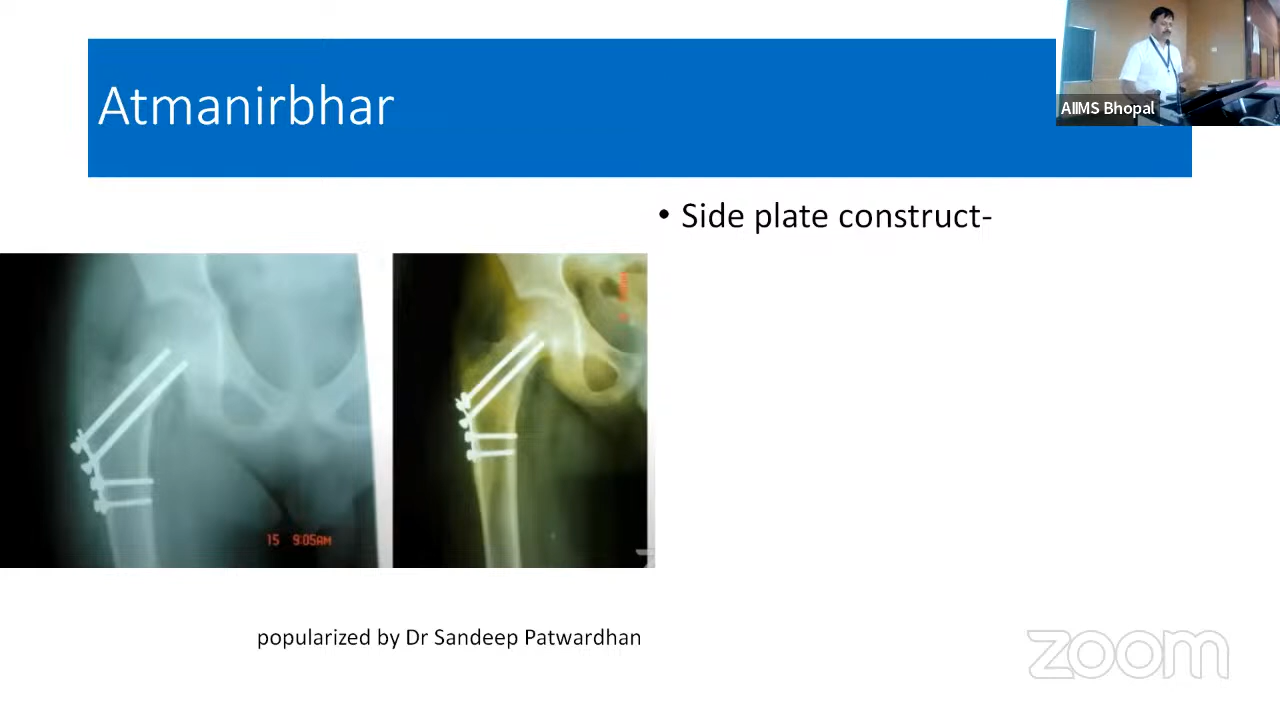 Atmanirbhar
AIIMS Bhopal
• Side plate construct-
15 9:05AM
popularized by Dr Sandeep Patwardhan
zoom